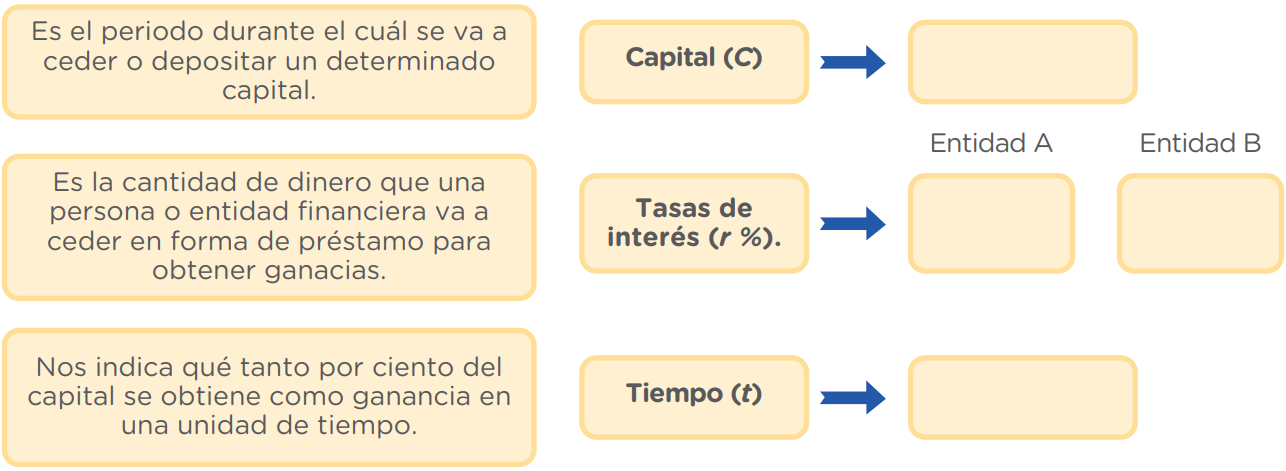 Es el periodo durante el cuál se va a
ceder o depositar un determinado
capital.
Capital (C)
Entidad A
Entidad B
Es la cantidad de dinero que una
persona o entidad financiera va a
ceder en forma de préstamo para
obtener ganacias.
Tasas de
interés (r %).
Nos indica qué tanto por ciento del
capital se obtiene como ganancia en
una unidad de tiempo.
Tiempo (t)